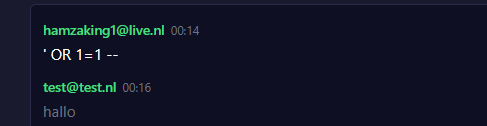 hamzaking1@live.nl 00:14
' OR 1=1 --
test@test.nl 00:16
hallo